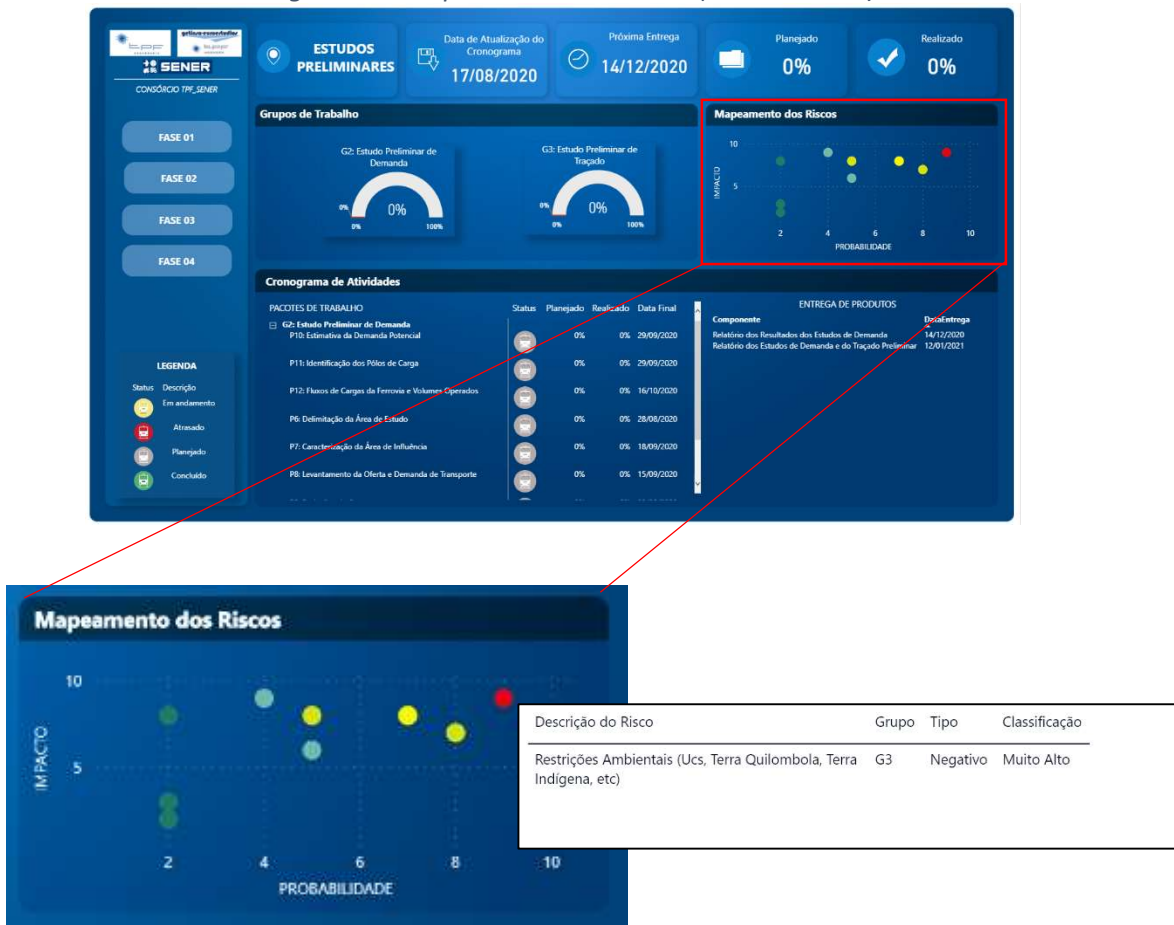 SENER
CONSÓRCIO TPF_SENER
FASE 01
FASE 02
FASE 03
FASE 04
LEGENDA
Status Descrição
Em andamento
Atrasado
Planejado
Concluído
ESTUDOS
PRELIMINARES
Data de Atualização do
Cronograma
17/08/2020
Próxima Entrega
14/12/2020
Planejado
0%
Realizado
0%
Grupos de Trabalho
G2: Estudo Preliminar de
Demanda
0%
0%
0% 100%
G3: Estudo Preliminar de
Traçado
0%
0%
0% 100%
Mapeamento dos Riscos
10
5
IMPACTO
2 4 6 8 10
PROBABILIDADE
Cronograma de Atividades
PACOTES DE TRABALHO Status Planejado Realizado Data Final
G2: Estudo Preliminar de Demanda
P10: Estimativa da Demanda Potencial 0% 0% 29/09/2020
P11: Identificação dos Pólos de Carga 0% 0% 29/09/2020
P12: Fluxos de Cargas da Ferrovia e Volumes Operados 0% 0% 16/10/2020
P6: Delimitação da Área de Estudo 0% 0% 28/08/2020
P7: Caracterização da Área de Influência 0% 0% 18/09/2020
P8: Levantamento da Oferta e Demanda de Transporte 0% 0% 15/09/2020
ENTREGA DE PRODUTOS
Componente DataEntrega
Relatório dos Resultados dos Estudos de Demanda 14/12/2020
Relatório dos Estudos de Demanda e do Traçado Preliminar 12/01/2021
Mapeamento dos Riscos
10
5
IMPACTO
2 4 6 8 10
PROBABILIDADE
Descrição do Risco Grupo Tipo Classificação
Restrições Ambientais (Ucs, Terra Quilombola, Terra G3 Negativo Muito Alto
Indígena, etc)